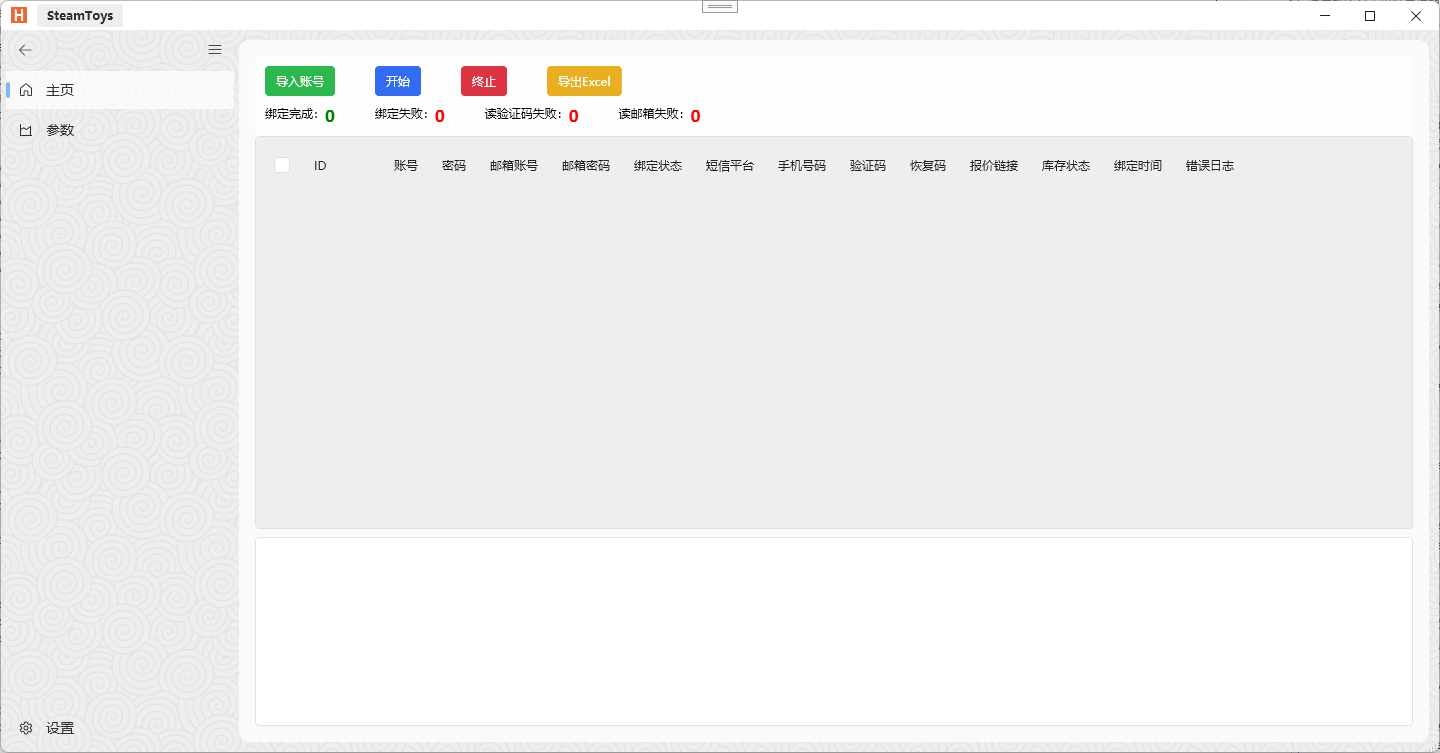 H SteamToys
主页
参数
设置
导入账号 开始 终止 导出Excel
绑定完成: 0 绑定失败: 0 读验证码失败: 0 读邮箱失败: 0
ID 账号 密码 邮箱账号 邮箱密码 绑定状态 短信平台 手机号码 验证码 恢复码 报价链接 库存状态 绑定时间 错误日志